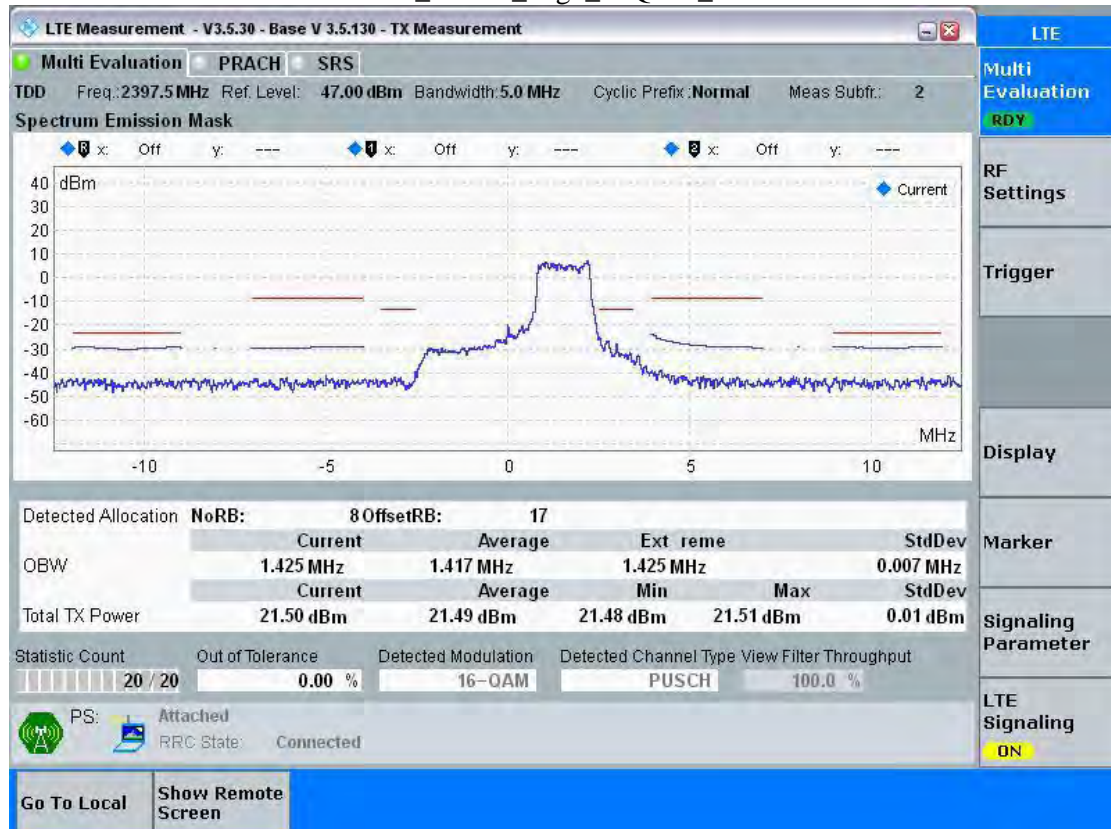 LTE Measurement - V3.5.30 - Base V 3.5.130 - TX Measurement
LTE
Multi Evaluation PRACH SRS
Multi Evaluation
RDY
TDD Freq.:2397.5 MHz Ref. Level: 47.00 dBm Bandwidth:5.0 MHz Cyclic Prefix :Normal Meas Subfr.: 2
Spectrum Emission Mask
R x: Off y: --- 1 x: Off y: --- 2 x: Off y: ---
dBm
Current
40
30
20
10
0
-10
-20
-30
-40
-50
-60
MHz
-10 -5 0 5 10
RF Settings
Trigger
Display
Marker
Signaling Parameter
LTE Signaling
ON
Detected Allocation NoRB: 8 OffsetRB: 17
Current Average Ext reme StdDev
OBW 1.425 MHz 1.417 MHz 1.425 MHz 0.007 MHz
Current Average Min Max StdDev
Total TX Power 21.50 dBm 21.49 dBm 21.48 dBm 21.51 dBm 0.01 dBm
Statistic Count Out of Tolerance Detected Modulation Detected Channel Type View Filter Throughput
20 / 20 0.00 % 16-QAM PUSCH 100.0 %
PS: Attached
RRC State: Connected
Go To Local
Show Remote Screen